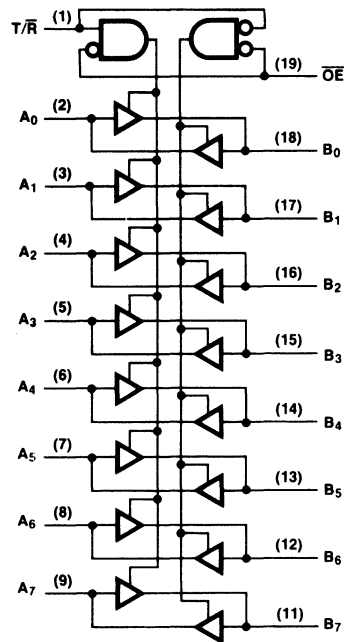 T/R̅ (1)
(19) O̅E̅
A₀ (2)
(18) B₀
A₁ (3)
(17) B₁
A₂ (4)
(16) B₂
A₃ (5)
(15) B₃
A₄ (6)
(14) B₄
A₅ (7)
(13) B₅
A₆ (8)
(12) B₆
A₇ (9)
(11) B₇